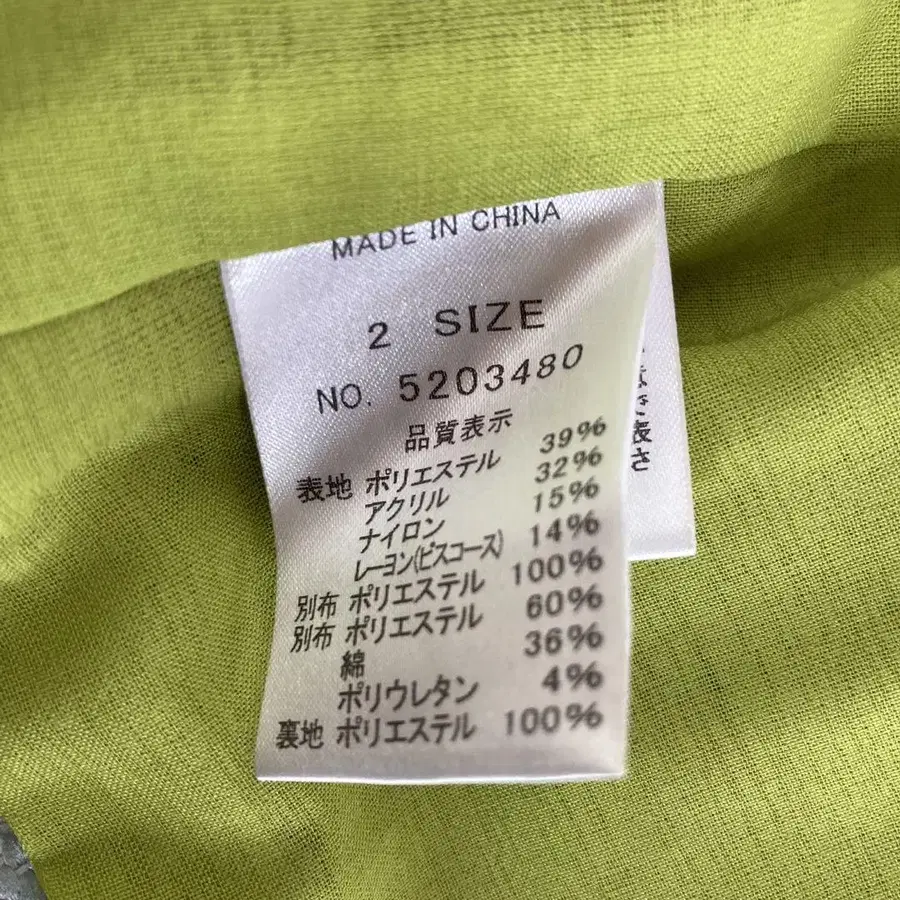 MADE IN CHINA
2 SIZE
NO. 5203480
品質表示
表地 ポリエステル 39%
アクリル 32%
ナイロン 15%
レーヨン(ビスコース) 14%
別布 ポリエステル 100%
別布 ポリエステル 60%
綿 36%
ポリウレタン 4%
裏地 ポリエステル 100%